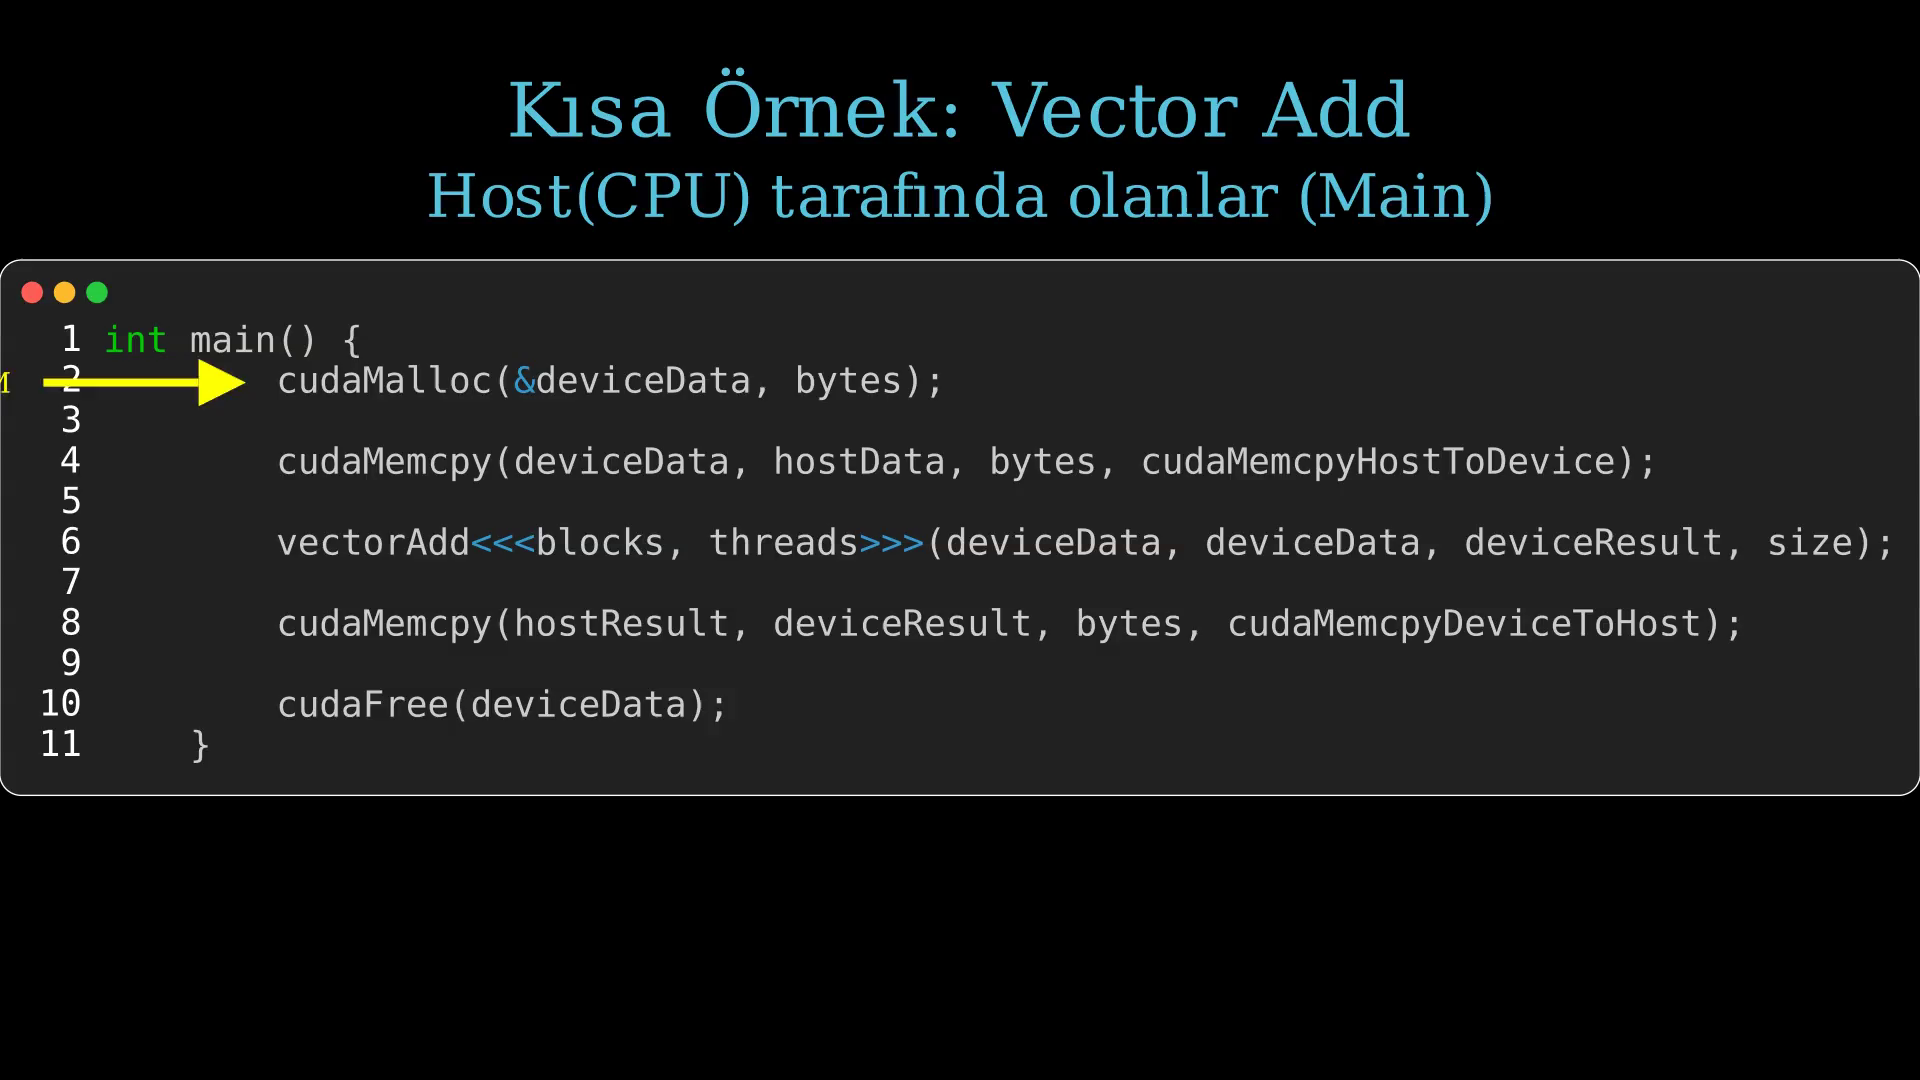 Kısa Örnek: Vector Add
Host(CPU) tarafında olanlar (Main)
1 int main() {
2 cudaMalloc(&deviceData, bytes);
3
4 cudaMemcpy(deviceData, hostData, bytes, cudaMemcpyHostToDevice);
5
6 vectorAdd<<<blocks, threads>>>(deviceData, deviceData, deviceResult, size);
7
8 cudaMemcpy(hostResult, deviceResult, bytes, cudaMemcpyDeviceToHost);
9
10 cudaFree(deviceData);
11 }